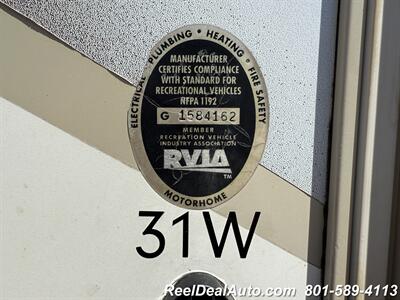 ELECTRICAL • PLUMBING • HEATING • FIRE SAFETY
MANUFACTURER
CERTIFIES COMPLIANCE
WITH STANDARD FOR
RECREATIONAL VEHICLES
NFPA 1192
G 1584162
MEMBER
RECREATION VEHICLE
INDUSTRY ASSOCIATION
RVIA
TM
MOTORHOME
31W
ReelDealAuto.com 801-589-4113